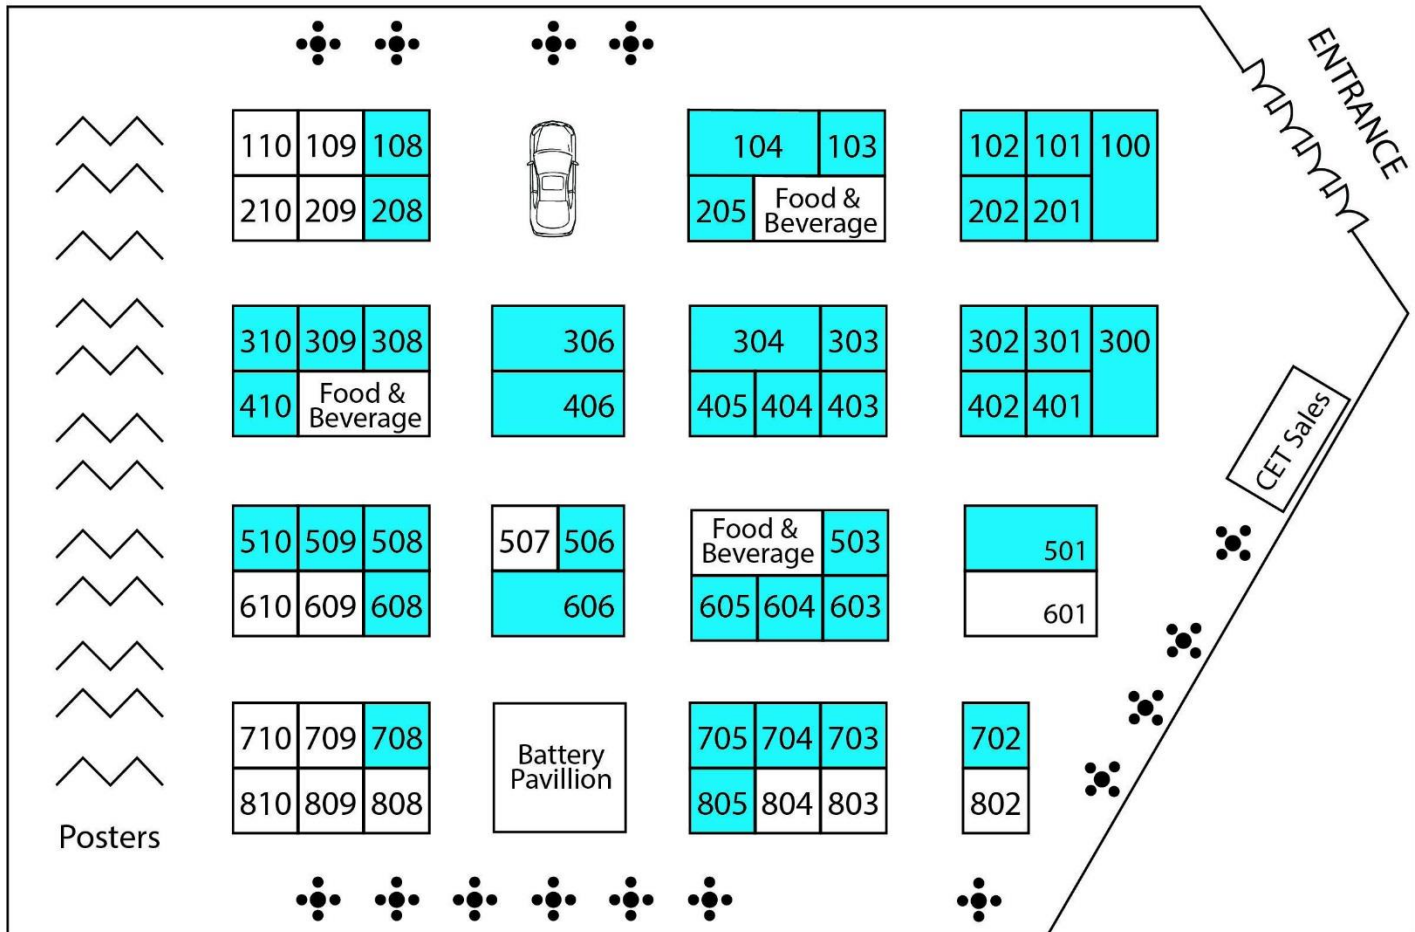 ENTRANCE
110 109 108
104 103
102 101 100
210 209 208
205 Food &
Beverage
202 201
310 309 308
306
304 303
302 301 300
410 Food &
Beverage
406
405 404 403
402 401
CET Sales
510 509 508
507 506
Food &
Beverage 503
501
610 609 608
606
605 604 603
601
710 709 708
Battery
Pavillion
705 704 703
702
810 809 808
805 804 803
802
Posters